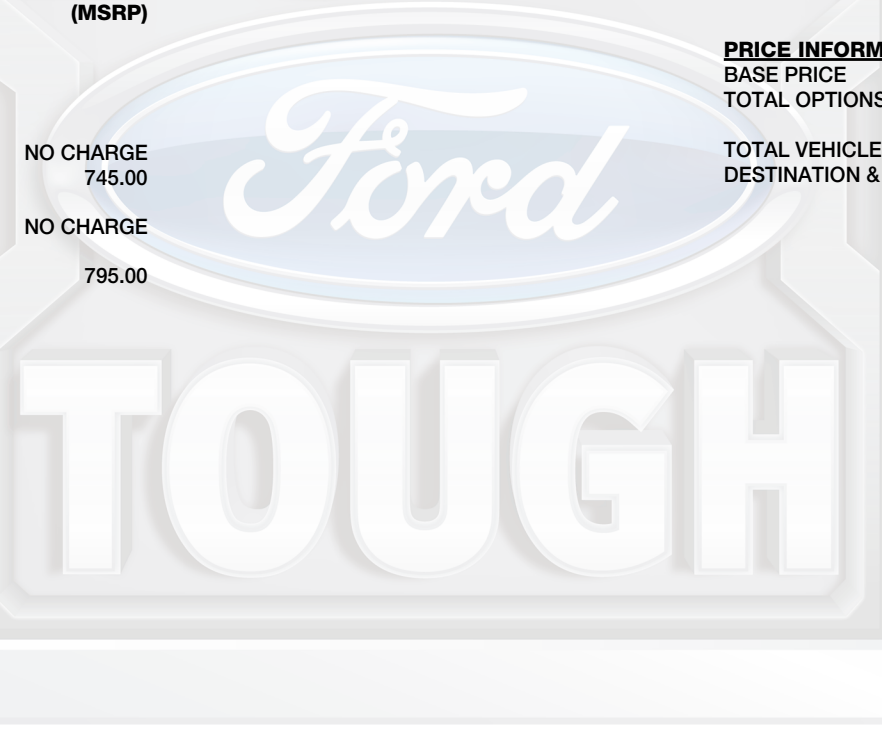 (MSRP)
NO CHARGE
745.00
NO CHARGE
795.00
PRICE INFORM
BASE PRICE
TOTAL OPTIONS
TOTAL VEHICLE
DESTINATION &
Ford
TOUGH